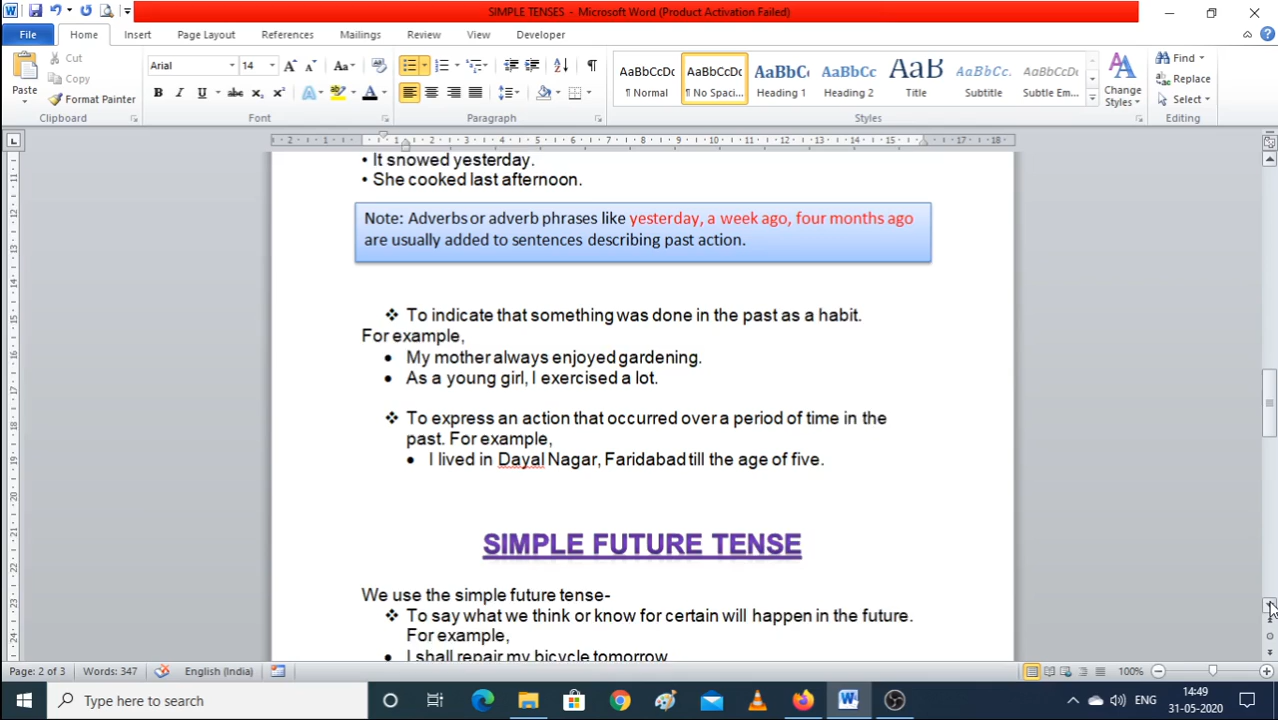 SIMPLE TENSES - Microsoft Word (Product Activation Failed)
File Home Insert Page Layout References Mailings Review View Developer
Paste
Cut
Copy
Format Painter
Clipboard
Arial 14
Font
Paragraph
AaBbCcDc AaBbCcDc AaBbC AaBbCc AaB AaBbCc. AaBbCcDc
¶ Normal ¶ No Spaci... Heading 1 Heading 2 Title Subtitle Subtle Em...
Change
Styles
Styles
Find
Replace
Select
Editing
• It snowed yesterday.
• She cooked last afternoon.
Note: Adverbs or adverb phrases like yesterday, a week ago, four months ago
are usually added to sentences describing past action.
❖ To indicate that something was done in the past as a habit.
For example,
• My mother always enjoyed gardening.
• As a young girl, I exercised a lot.
❖ To express an action that occurred over a period of time in the
past. For example,
• I lived in Dayal Nagar, Faridabad till the age of five.
SIMPLE FUTURE TENSE
We use the simple future tense-
❖ To say what we think or know for certain will happen in the future.
For example,
• I shall repair my bicycle tomorrow
Page: 2 of 3 Words: 347 English (India) 100%
Type here to search
ENG
14:49
31-05-2020